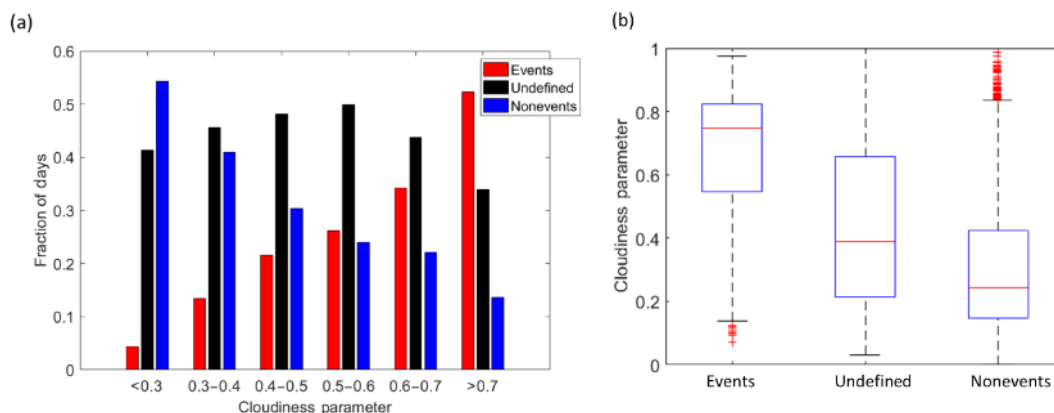 (a)
0.6
0.5
0.4
0.3
0.2
0.1
0
Fraction of days
Events
Undefined
Nonevents
<0.3 0.3-0.4 0.4-0.5 0.5-0.6 0.6-0.7 >0.7
Cloudiness parameter
(b)
1
0.8
0.6
0.4
0.2
0
Cloudiness parameter
Events Undefined Nonevents